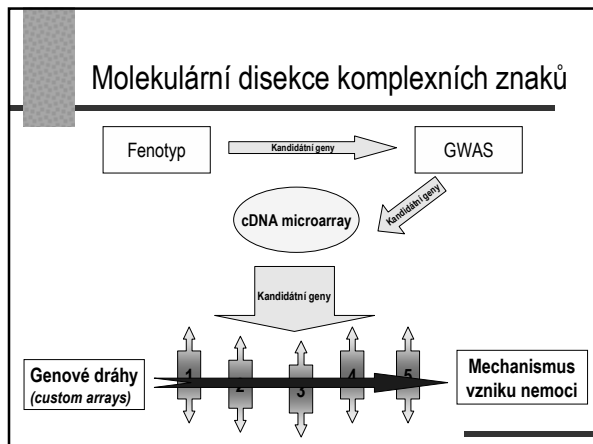 Molekulární disekce komplexních znaků
Fenotyp
Kandidátní geny
GWAS
Kandidátní geny
cDNA microarray
Kandidátní geny
1
2
3
4
5
Genové dráhy
(custom arrays)
Mechanismus
vzniku nemoci